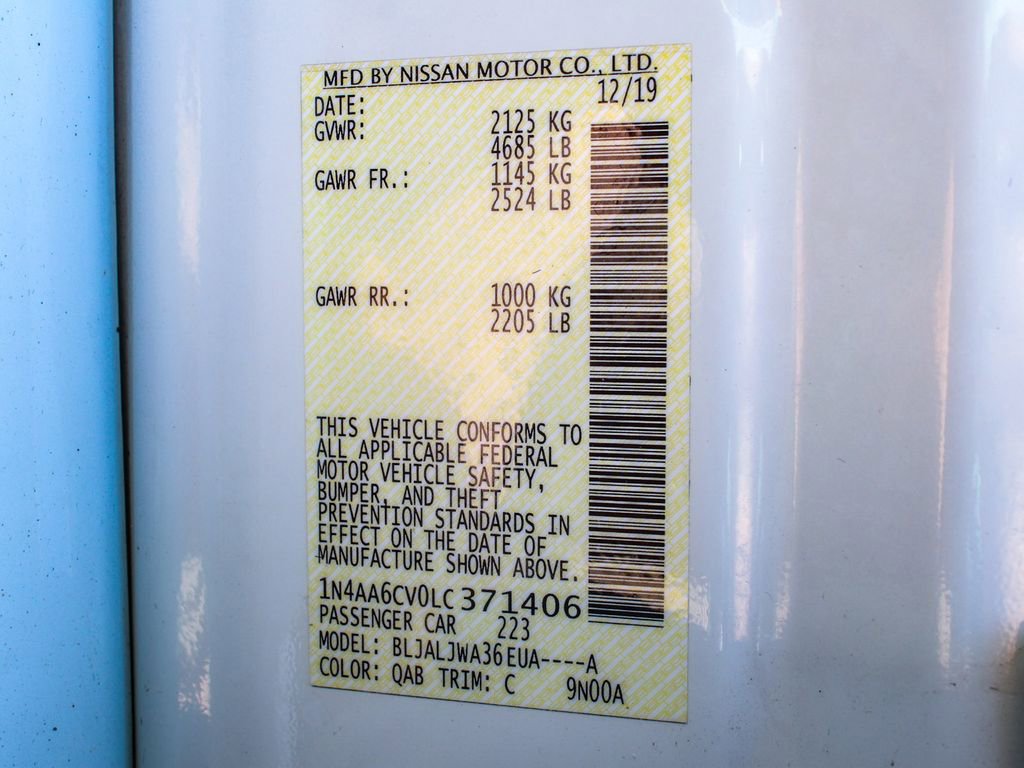 MFD BY NISSAN MOTOR CO., LTD.
DATE: 12/19
GVWR: 2125 KG
4685 LB
GAWR FR.: 1145 KG
2524 LB
GAWR RR.: 1000 KG
2205 LB
THIS VEHICLE CONFORMS TO
ALL APPLICABLE FEDERAL
MOTOR VEHICLE SAFETY,
BUMPER, AND THEFT
PREVENTION STANDARDS IN
EFFECT ON THE DATE OF
MANUFACTURE SHOWN ABOVE.
1N4AA6CV0LC371406
PASSENGER CAR 223
MODEL: BLJALJWA36EUA----A
COLOR: QAB TRIM: C 9N00A